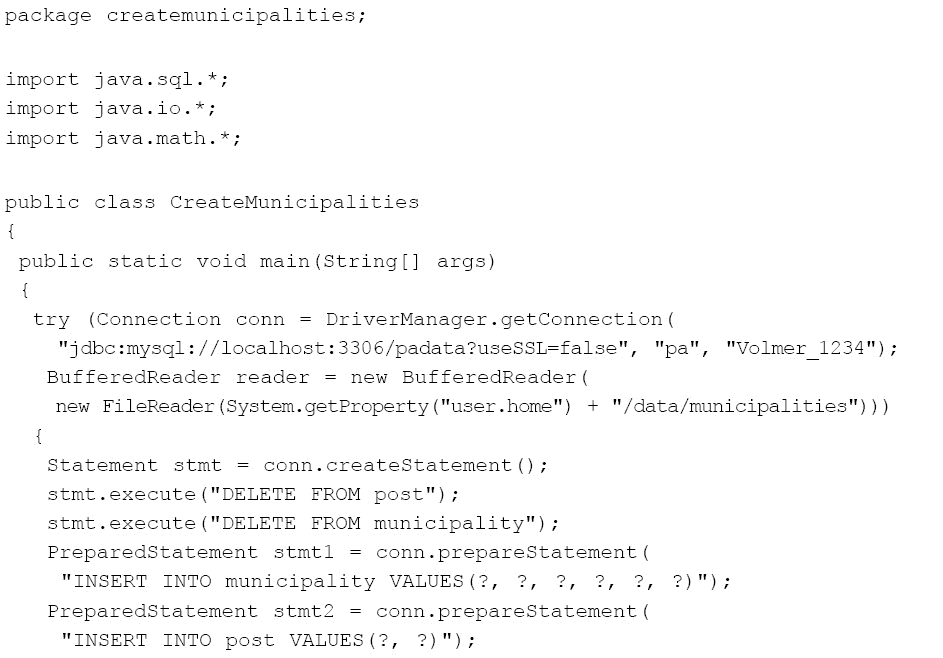 package createmunicipalities;
import java.sql.*;
import java.io.*;
import java.math.*;
public class CreateMunicipalities
{
public static void main(String[] args)
{
try (Connection conn = DriverManager.getConnection(
"jdbc:mysql://localhost:3306/padata?useSSL=false", "pa", "Volmer_1234");
BufferedReader reader = new BufferedReader(
new FileReader(System.getProperty("user.home") + "/data/municipalities")))
{
Statement stmt = conn.createStatement();
stmt.execute("DELETE FROM post");
stmt.execute("DELETE FROM municipality");
PreparedStatement stmt1 = conn.prepareStatement(
"INSERT INTO municipality VALUES(?, ?, ?, ?, ?, ?)");
PreparedStatement stmt2 = conn.prepareStatement(
"INSERT INTO post VALUES(?, ?)");